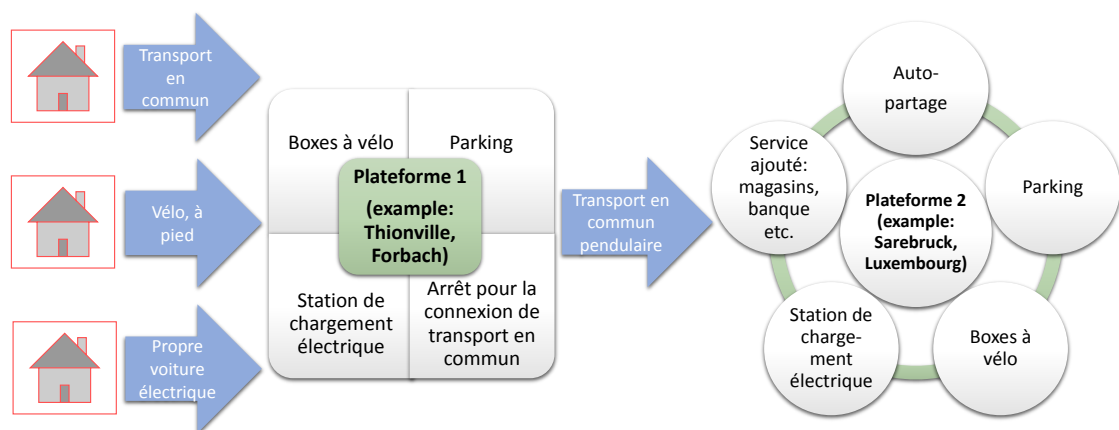 Transport
en
commun
Vélo, à
pied
Propre
voiture
électrique
Boxes à vélo
Parking
Plateforme 1
(example:
Thionville,
Forbach)
Station de
chargement
électrique
Arrêt pour la
connexion de
transport en
commun
Transport en
commun
pendulaire
Auto-
partage
Service
ajouté:
magasins,
banque
etc.
Parking
Plateforme 2
(example:
Sarebruck,
Luxembourg)
Station de
charge-
ment
électrique
Boxes à
vélo